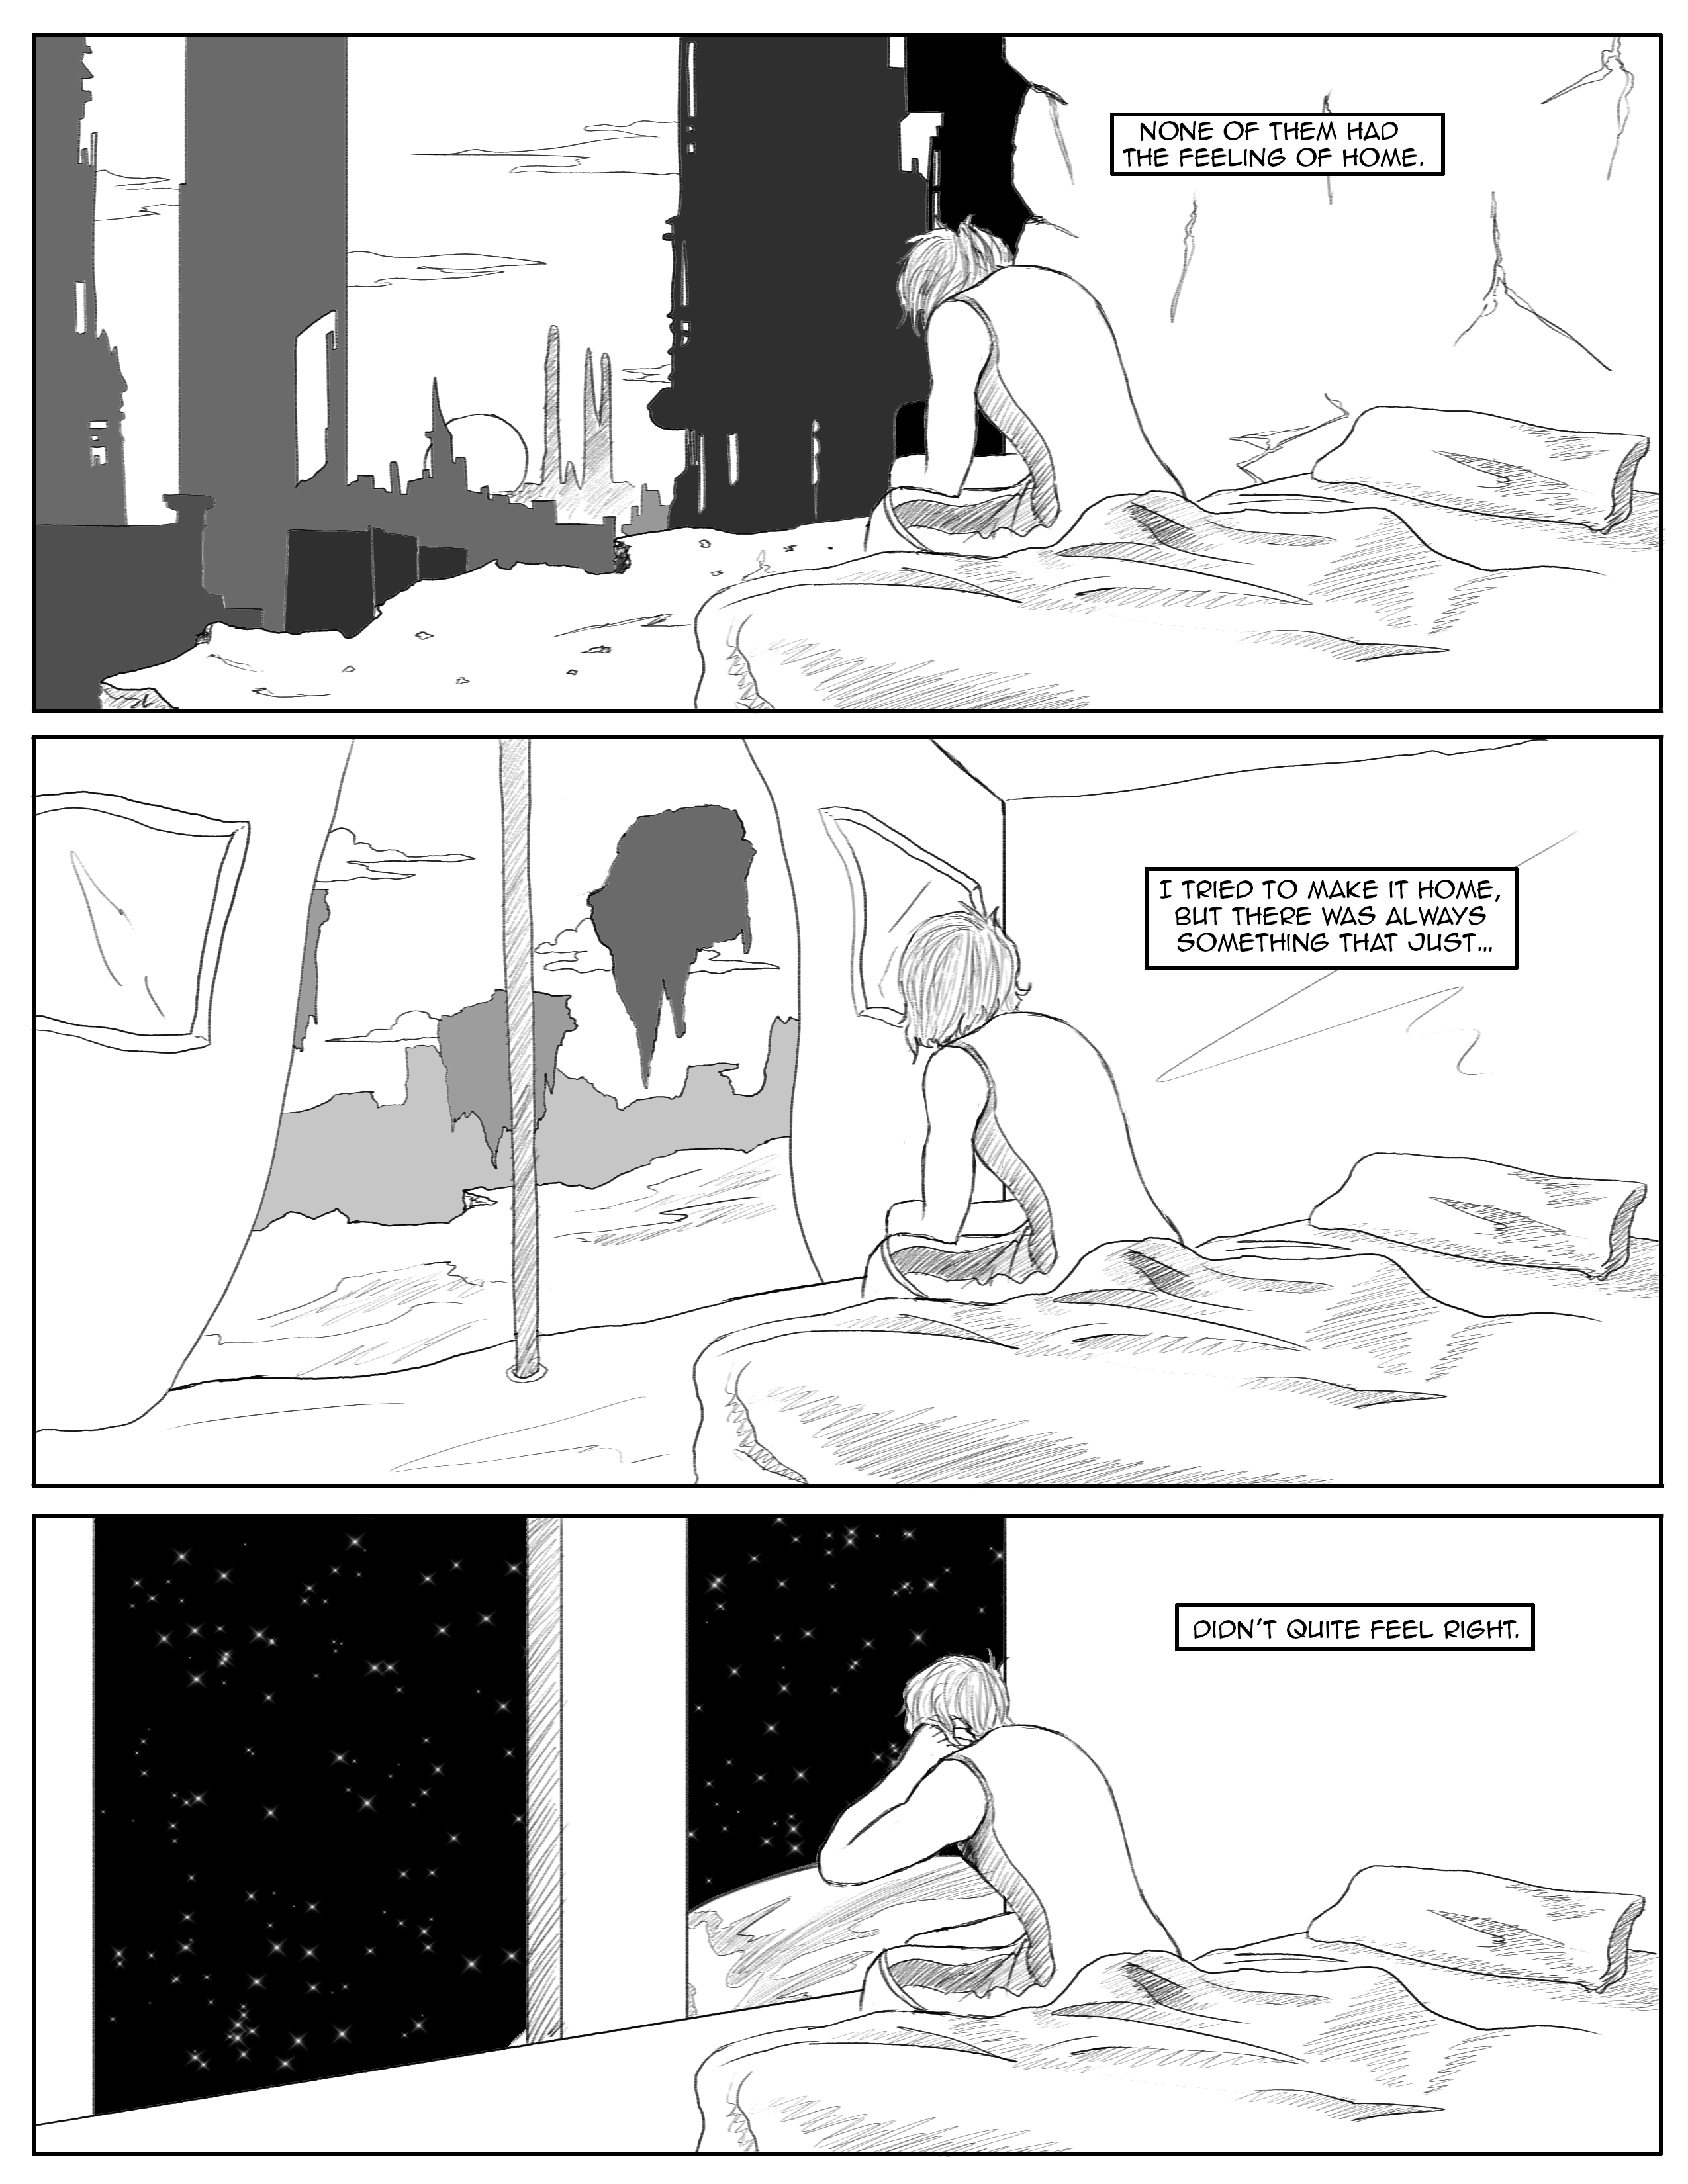 NONE OF THEM HAD
THE FEELING OF HOME.
I TRIED TO MAKE IT HOME,
BUT THERE WAS ALWAYS
SOMETHING THAT JUST...
DIDN'T QUITE FEEL RIGHT.